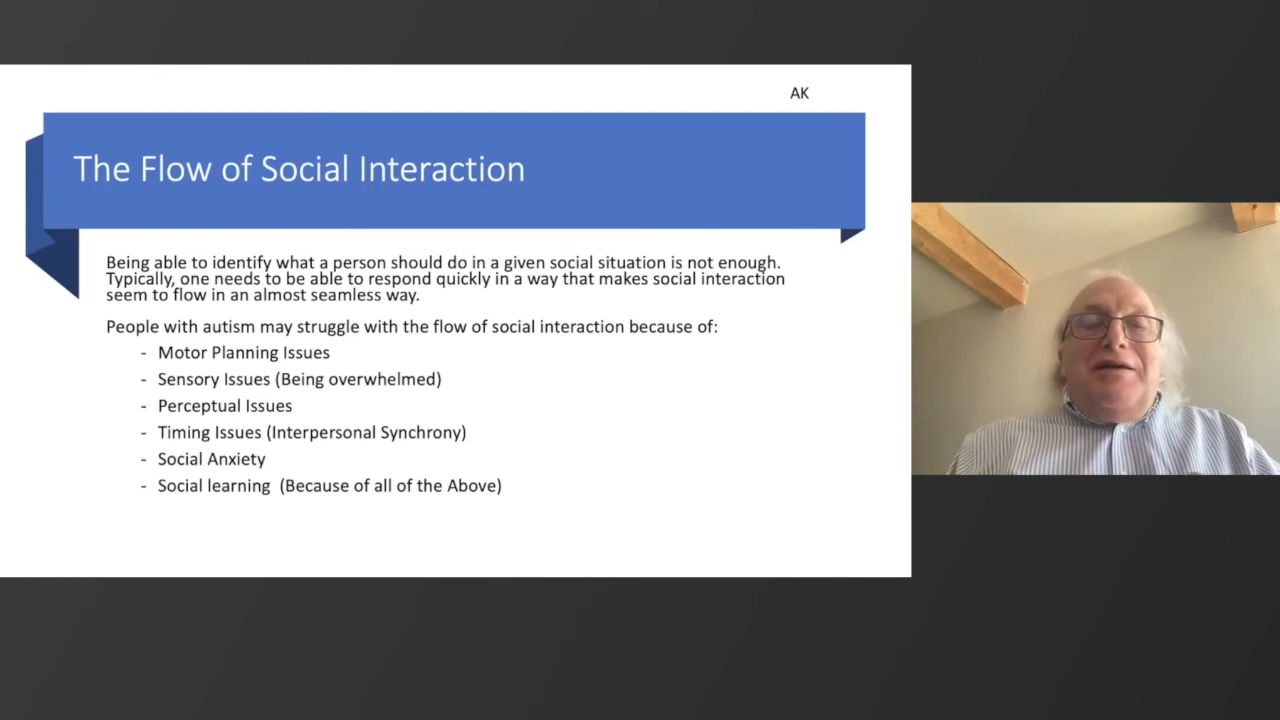 AK
The Flow of Social Interaction
Being able to identify what a person should do in a given social situation is not enough.
Typically, one needs to be able to respond quickly in a way that makes social interaction
seem to flow in an almost seamless way.
People with autism may struggle with the flow of social interaction because of:
- Motor Planning Issues
- Sensory Issues (Being overwhelmed)
- Perceptual Issues
- Timing Issues (Interpersonal Synchrony)
- Social Anxiety
- Social learning  (Because of all of the Above)